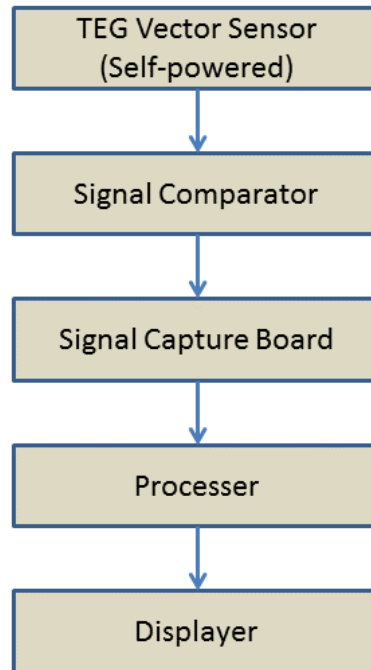 TEG Vector Sensor
(Self-powered)
Signal Comparator
Signal Capture Board
Processer
Displayer